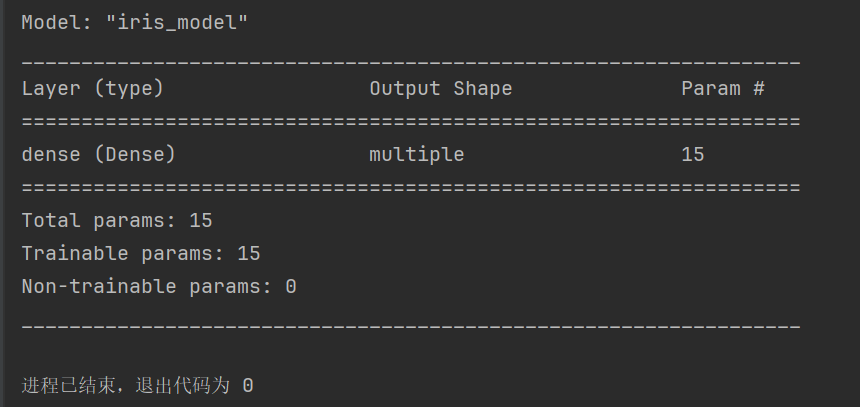 Model: "iris_model"
_________________________________________________________________
Layer (type)                 Output Shape              Param #
=================================================================
dense (Dense)                multiple                  15
=================================================================
Total params: 15
Trainable params: 15
Non-trainable params: 0
_________________________________________________________________
进程已结束，退出代码为 0